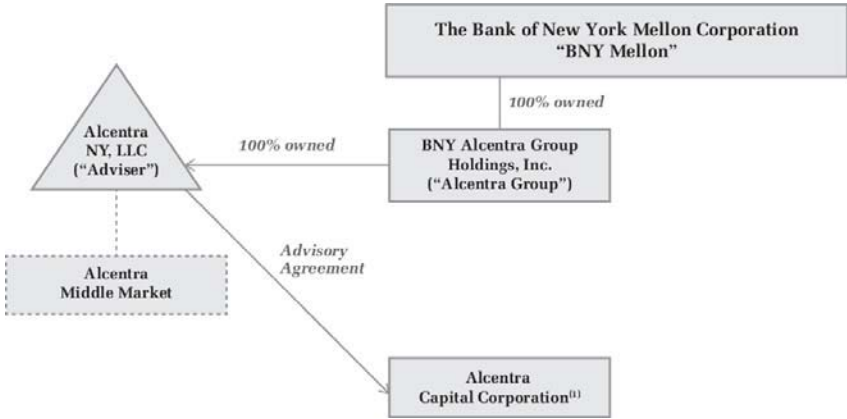 The Bank of New York Mellon Corporation
“BNY Mellon”
100% owned
Alcentra
NY, LLC
(“Adviser”)
100% owned
BNY Alcentra Group
Holdings, Inc.
(“Alcentra Group”)
Advisory
Agreement
Alcentra
Middle Market
Alcentra
Capital Corporation(1)